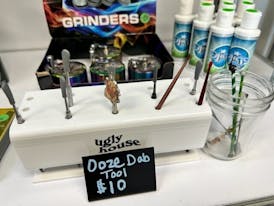 GRINDERS
ugly
house
Ooze Dab
Tool
$10